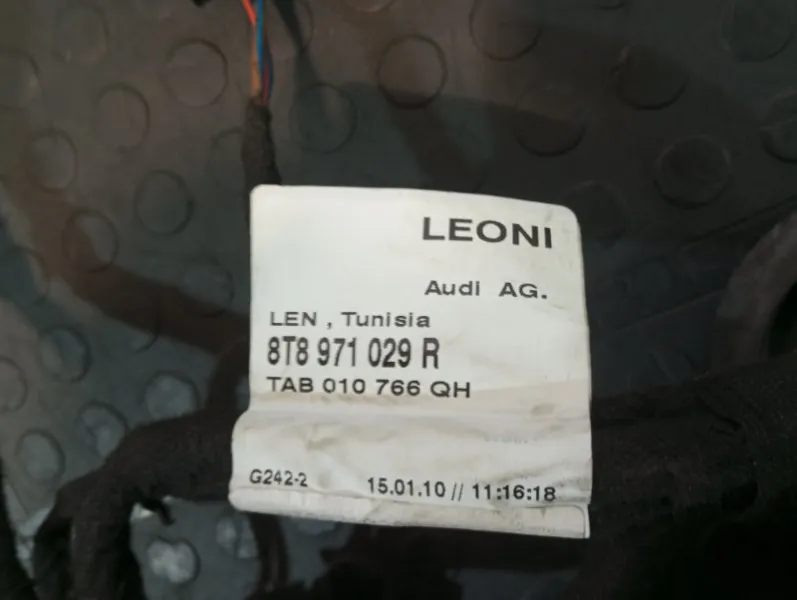 LEONI
Audi AG.
LEN , Tunisia
8T8 971 029 R
TAB 010 766 QH
G242-2 15.01.10 // 11:16:18